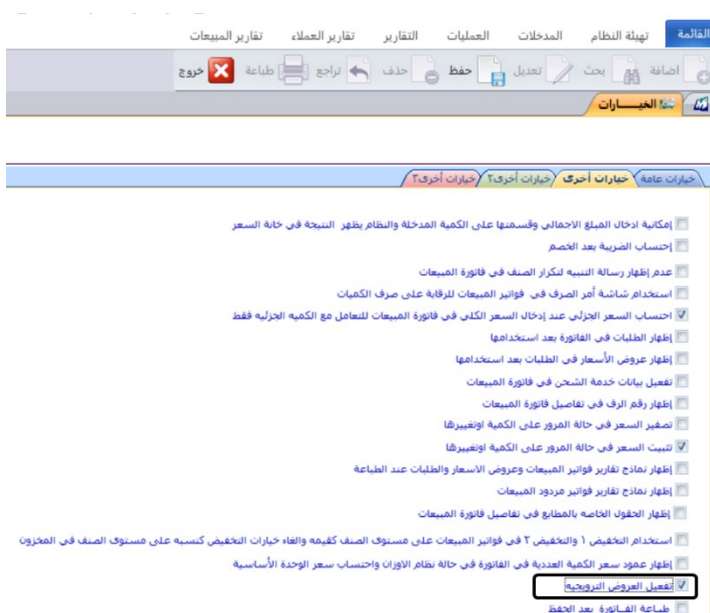 القائمة تهيئة النظام المدخلات العمليات التقارير تقارير العملاء تقارير المبيعات
اضافة بحث تعديل حفظ حذف تراجع طباعة خروج
الخيـــــارات
خيارات عامة خيارات أخرى خيارات أخرى٢ خيارات أخرى٣
إمكانية ادخال المبلغ الاجمالي وقسمتها على الكمية المدخلة والنظام يظهر النتيجة في خانة السعر
إحتساب الضريبة بعد الخصم
عدم إظهار رسالة التنبيه لتكرار الصنف في فاتورة المبيعات
استخدام شاشة أمر الصرف في فواتير المبيعات للرقابة على صرف الكميات
احتساب السعر الجزئي عند إدخال السعر الكلي في فاتورة المبيعات للتعامل مع الكميه الجزئيه فقط
إظهار الطلبات في الفاتورة بعد استخدامها
إظهار عروض الأسعار في الطلبات بعد استخدامها
تفعيل بيانات خدمة الشحن في فاتورة المبيعات
إظهار رقم الرف في تفاصيل فاتورة المبيعات
تصفير السعر في حالة المرور على الكمية اوتغييرها
تثبيت السعر في حالة المرور على الكمية اوتغييرها
إظهار نماذج تقارير فواتير المبيعات وعروض الاسعار والطلبات عند الطباعة
إظهار نماذج تقارير فواتير مردود المبيعات
إظهار الحقول الخاصه بالمطابع في تفاصيل فاتورة المبيعات
استخدام التخفيض ١ والتخفيض ٢ في فواتير المبيعات على مستوى الصنف كقيمه والغاء خيارات التخفيض كنسبه على مستوى الصنف في المخزون
إظهار عمود سعر الكمية العددية في الفاتورة في حالة نظام الاوزان واحتساب سعر الوحدة الأساسية
تفعيل العروض الترويجيه
طباعة الفـاتورة بعد الحفظ